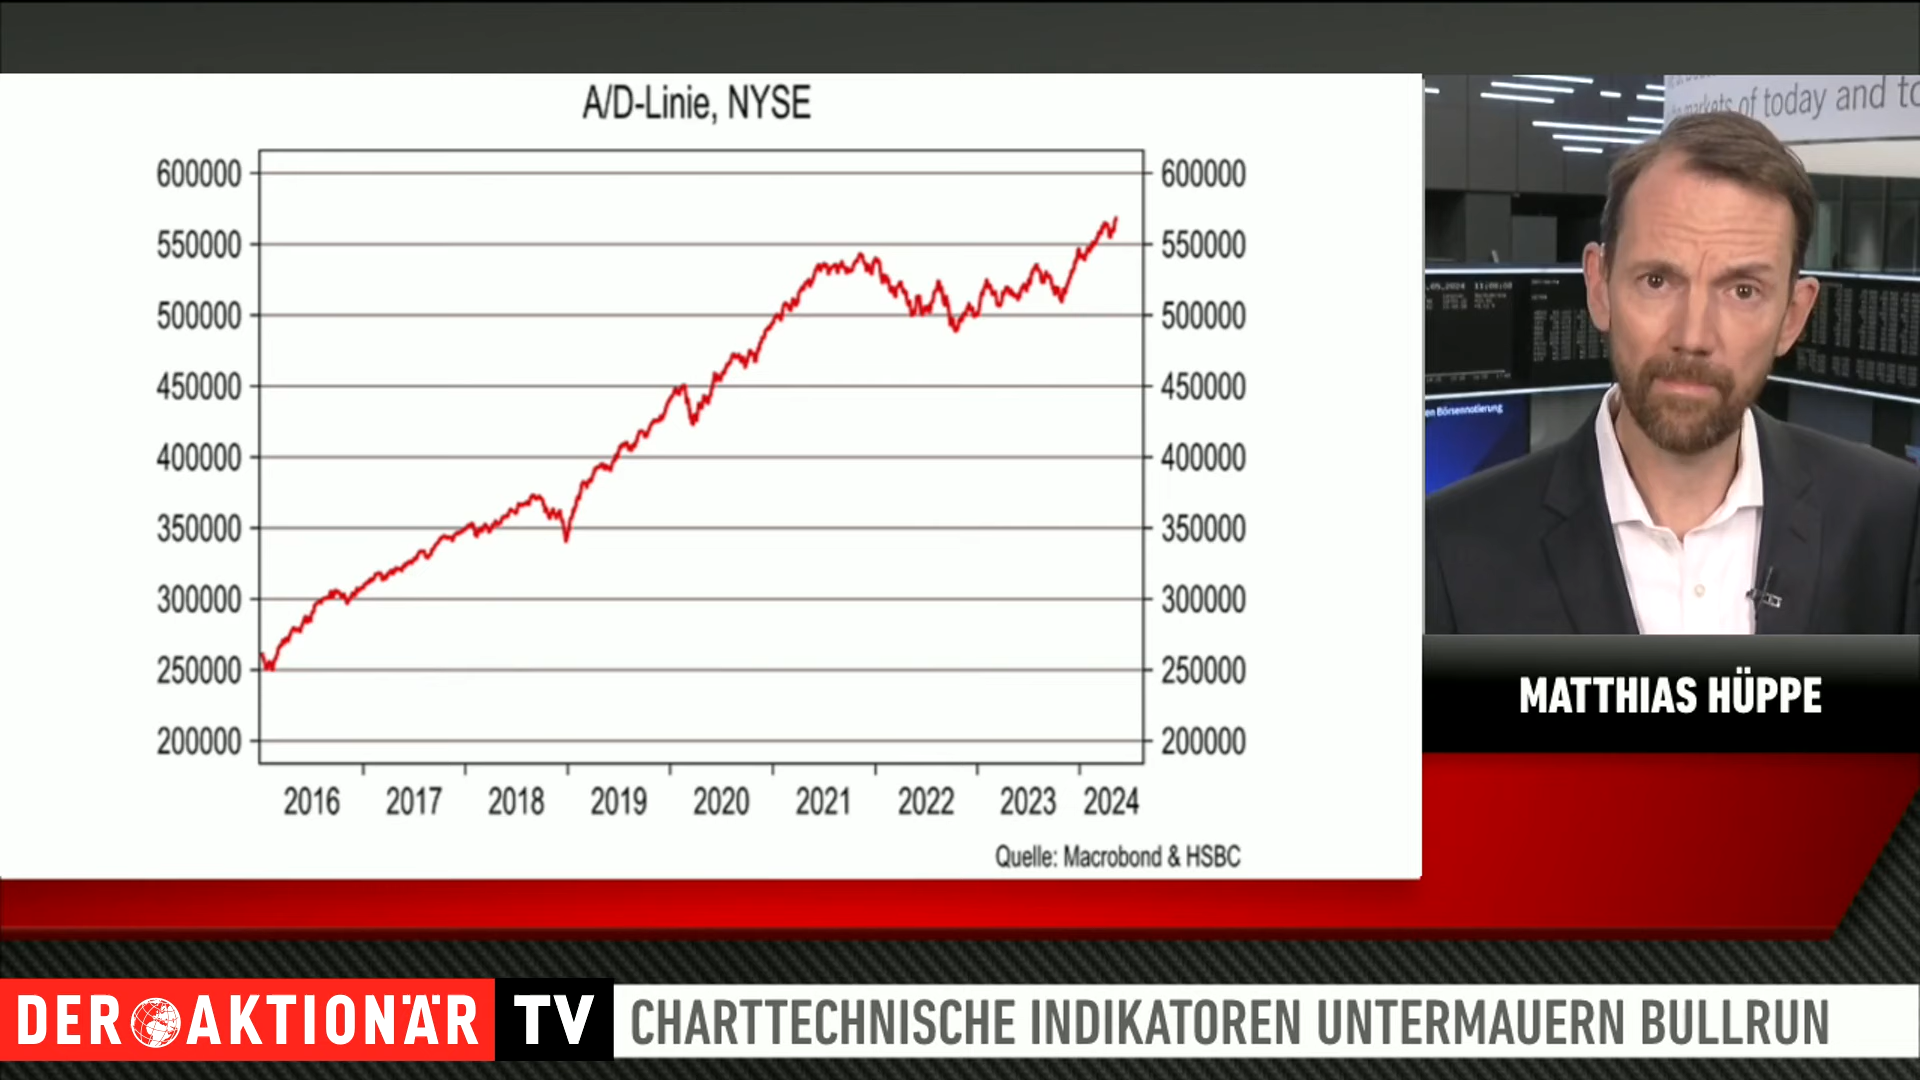 A/D-Linie, NYSE
600000
550000
500000
450000
400000
350000
300000
250000
200000
600000
550000
500000
450000
400000
350000
300000
250000
200000
2016 2017 2018 2019 2020 2021 2022 2023 2024
Quelle: Macrobond & HSBC
markets of today and to
en Börsennotierung
MATTHIAS HÜPPE
DER AKTIONÄR TV
CHARTTECHNISCHE INDIKATOREN UNTERMAUERN BULLRUN